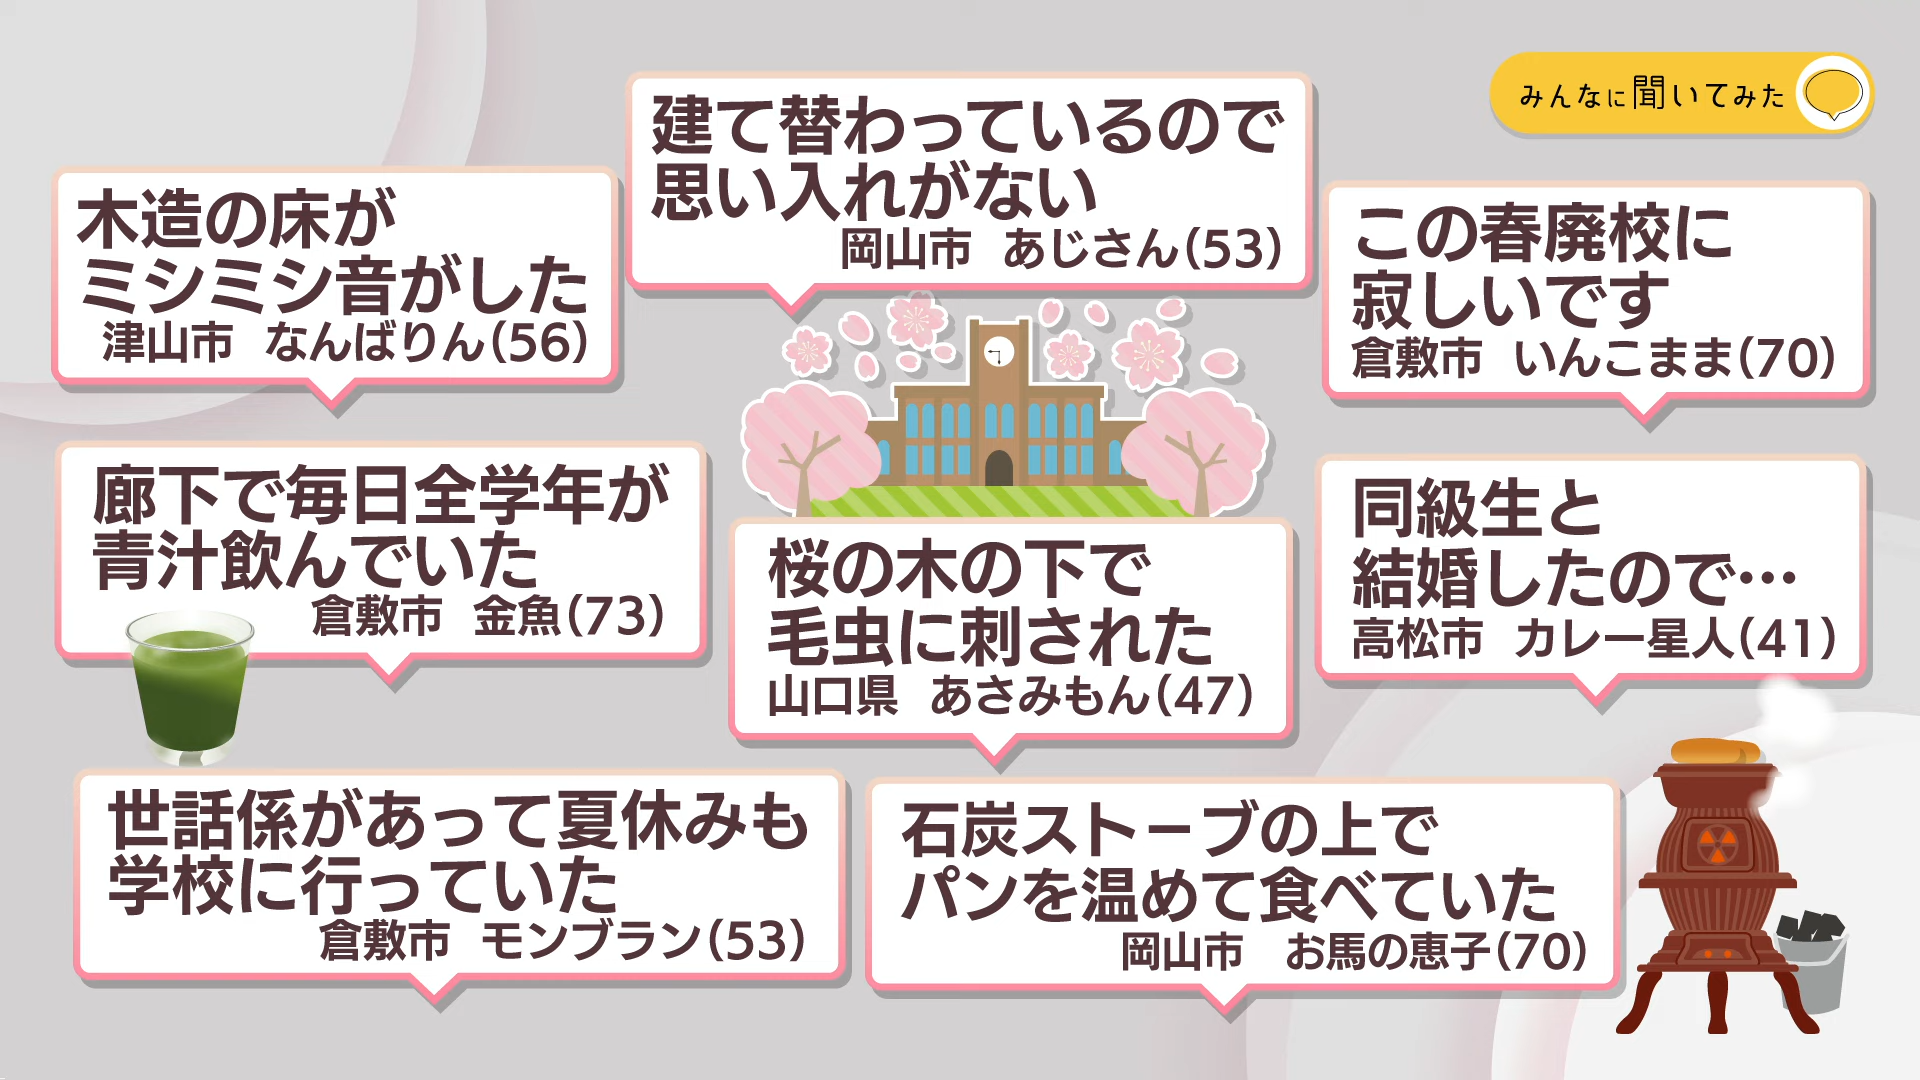 みんなに聞いてみた
建て替わっているので
思い入れがない
岡山市 あじさん(53)
木造の床が
ミシミシ音がした
津山市 なんばりん(56)
この春廃校に
寂しいです
倉敷市 いんこまま(70)
廊下で毎日全学年が
青汁飲んでいた
倉敷市 金魚(73)
桜の木の下で
毛虫に刺された
山口県 あさみもん(47)
同級生と
結婚したので…
高松市 カレー星人(41)
世話係があって夏休みも
学校に行っていた
倉敷市 モンブラン(53)
石炭ストーブの上で
パンを温めて食べていた
岡山市 お馬の恵子(70)